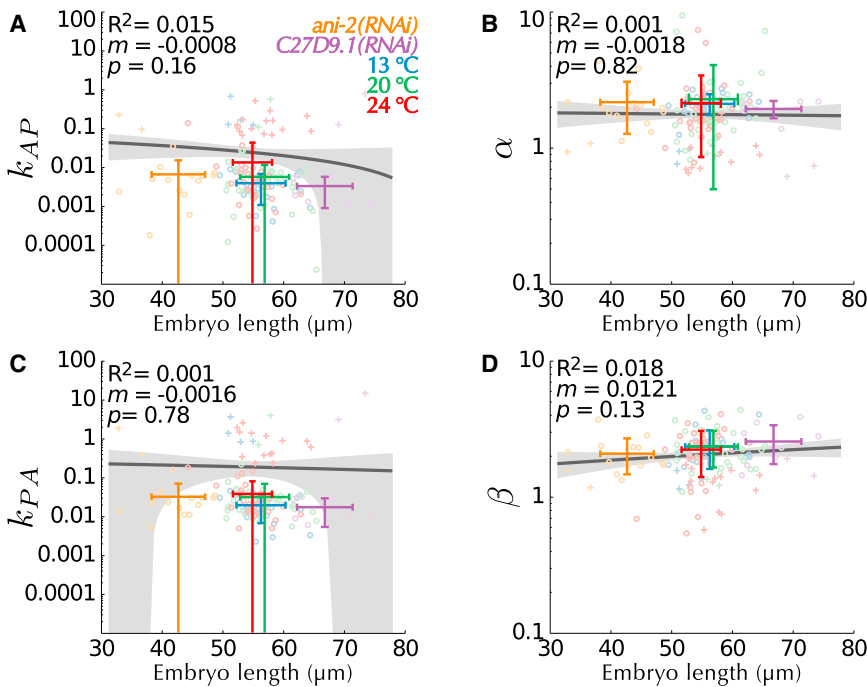 A
R² = 0.015
m = -0.0008
p = 0.16
ani-2(RNAi)
C27D9.1(RNAi)
13 °C
20 °C
24 °C
k_AP
100
10
1
0.1
0.01
0.001
0.0001
30 40 50 60 70 80
Embryo length (µm)
B
R² = 0.001
m = -0.0018
p = 0.82
α
10
1
0.1
30 40 50 60 70 80
Embryo length (µm)
C
R² = 0.001
m = -0.0016
p= 0.78
k_PA
100
10
1
0.1
0.01
0.001
0.0001
30 40 50 60 70 80
Embryo length (µm)
D
R² = 0.018
m = 0.0121
p = 0.13
β
10
1
0.1
30 40 50 60 70 80
Embryo length (µm)